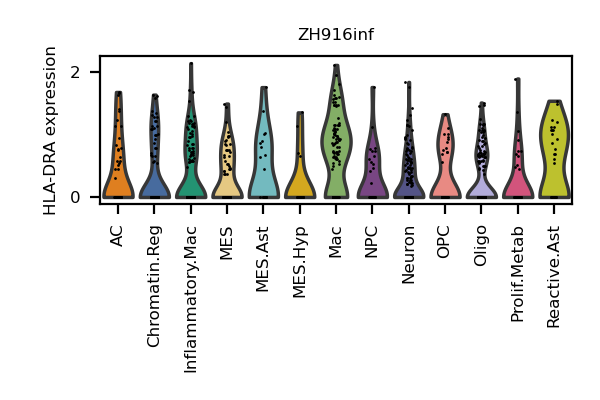 ZH916inf
HLA-DRA expression
2
0
AC
Chromatin.Reg
Inflammatory.Mac
MES
MES.Ast
MES.Hyp
Mac
NPC
Neuron
OPC
Oligo
Prolif.Metab
Reactive.Ast